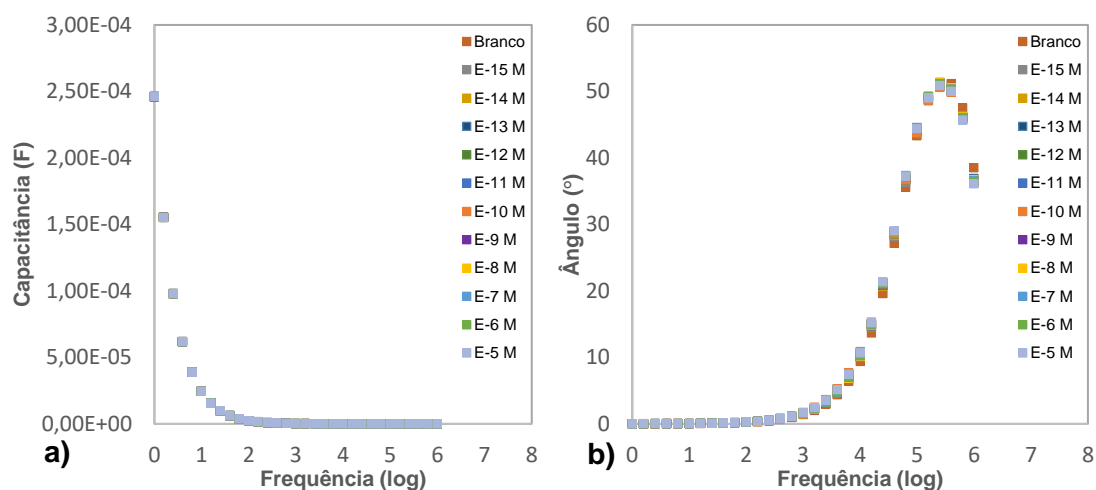 3,00E-04
2,50E-04
2,00E-04
1,50E-04
1,00E-04
5,00E-05
0,00E+00
Capacitância (F)
0 1 2 3 4 5 6 7 8
Frequência (log)
Branco
E-15 M
E-14 M
E-13 M
E-12 M
E-11 M
E-10 M
E-9 M
E-8 M
E-7 M
E-6 M
E-5 M
a)
60
50
40
30
20
10
0
Ângulo (°)
0 1 2 3 4 5 6 7 8
Frequência (log)
Branco
E-15 M
E-14 M
E-13 M
E-12 M
E-11 M
E-10 M
E-9 M
E-8 M
E-7 M
E-6 M
E-5 M
b)